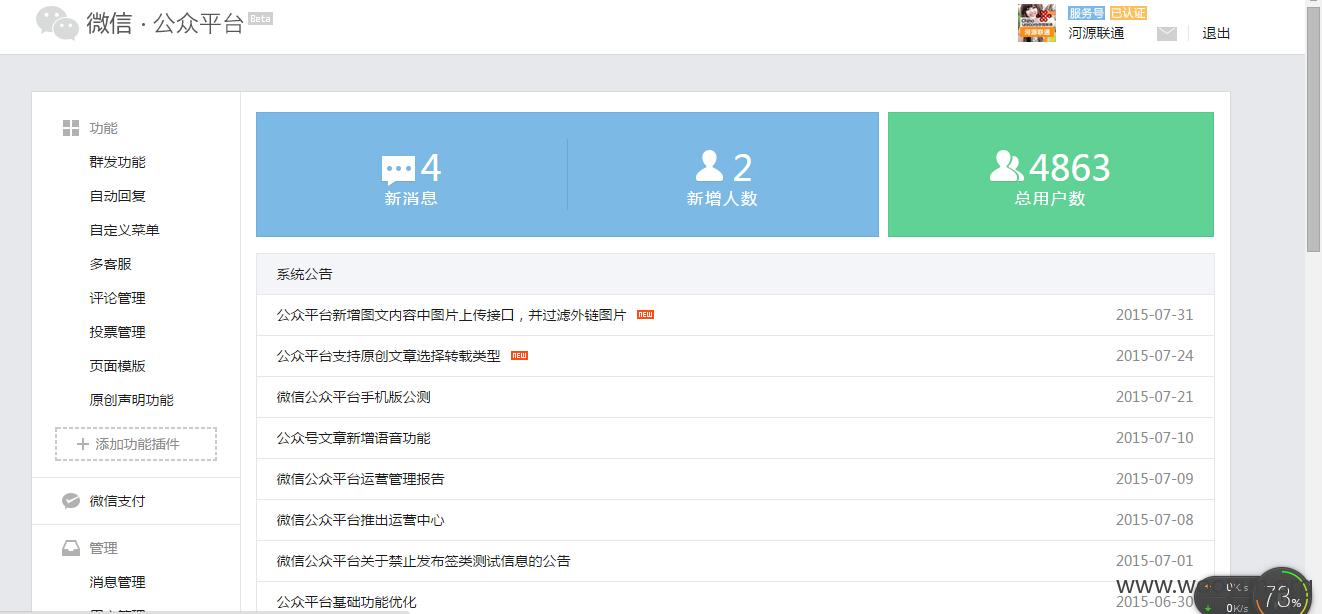 微信·公众平台 Beta
服务号 已认证
河源联通 退出
功能
群发功能
自动回复
自定义菜单
多客服
评论管理
投票管理
页面模版
原创声明功能
+ 添加功能插件
微信支付
管理
消息管理
4
新消息
2
新增人数
4863
总用户数
系统公告
公众平台新增图文内容中图片上传接口，并过滤外链图片 NEW 2015-07-31
公众平台支持原创文章选择转载类型 NEW 2015-07-24
微信公众平台手机版公测 2015-07-21
公众号文章新增语音功能 2015-07-10
微信公众平台运营管理报告 2015-07-09
微信公众平台推出运营中心 2015-07-08
微信公众平台关于禁止发布签类测试信息的公告 2015-07-01
公众平台基础功能优化 2015-06-30
0K/s
0K/s
73%